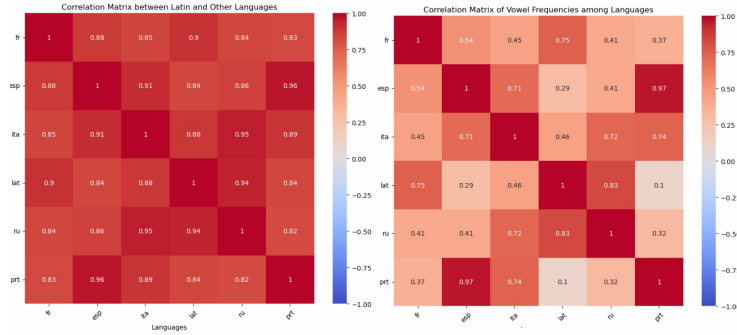 Correlation Matrix between Latin and Other Languages
fr 1 0.88 0.85 0.9 0.84 0.83
esp 0.88 1 0.91 0.84 0.86 0.96
ita 0.85 0.91 1 0.88 0.95 0.89
lat 0.9 0.84 0.88 1 0.94 0.84
ru 0.84 0.86 0.95 0.94 1 0.82
prt 0.83 0.96 0.89 0.84 0.82 1
fr esp ita lat ru prt
Languages
1.00
0.75
0.50
0.25
0.00
−0.25
−0.50
−0.75
−1.00
Correlation Matrix of Vowel Frequencies among Languages
fr 1 0.54 0.45 0.75 0.41 0.37
esp 0.54 1 0.71 0.29 0.41 0.97
ita 0.45 0.71 1 0.46 0.72 0.74
lat 0.75 0.29 0.46 1 0.83 0.1
ru 0.41 0.41 0.72 0.83 1 0.32
prt 0.37 0.97 0.74 0.1 0.32 1
fr esp ita lat ru prt
1.00
0.75
0.50
0.25
0.00
−0.25
−0.50
−0.75
−1.00